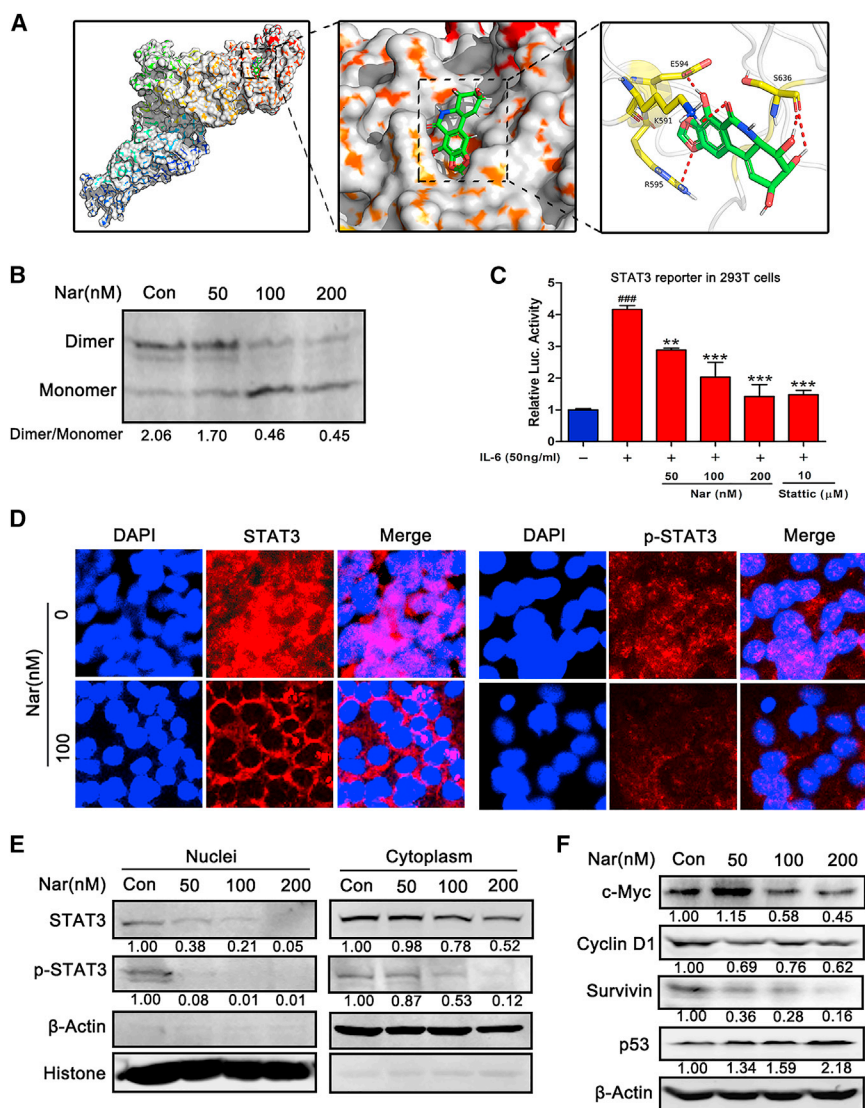 A
E594
S636
K591
R595
B
Nar(nM) Con 50 100 200
Dimer
Monomer
Dimer/Monomer 2.06 1.70 0.46 0.45
C
STAT3 reporter in 293T cells
Relative Luc. Activity
5
4
3
2
1
0
###
**
***
***
***
IL-6 (50ng/ml) − + + + + +
50 100 200 10
Nar (nM) Stattic (μM)
D
DAPI STAT3 Merge DAPI p-STAT3 Merge
Nar(nM)
0
100
E
Nuclei Cytoplasm
Nar(nM) Con 50 100 200 Con 50 100 200
STAT3
1.00 0.38 0.21 0.05 1.00 0.98 0.78 0.52
p-STAT3
1.00 0.08 0.01 0.01 1.00 0.87 0.53 0.12
β-Actin
Histone
F
Nar(nM) Con 50 100 200
c-Myc
1.00 1.15 0.58 0.45
Cyclin D1
1.00 0.69 0.76 0.62
Survivin
1.00 0.36 0.28 0.16
p53
1.00 1.34 1.59 2.18
β-Actin